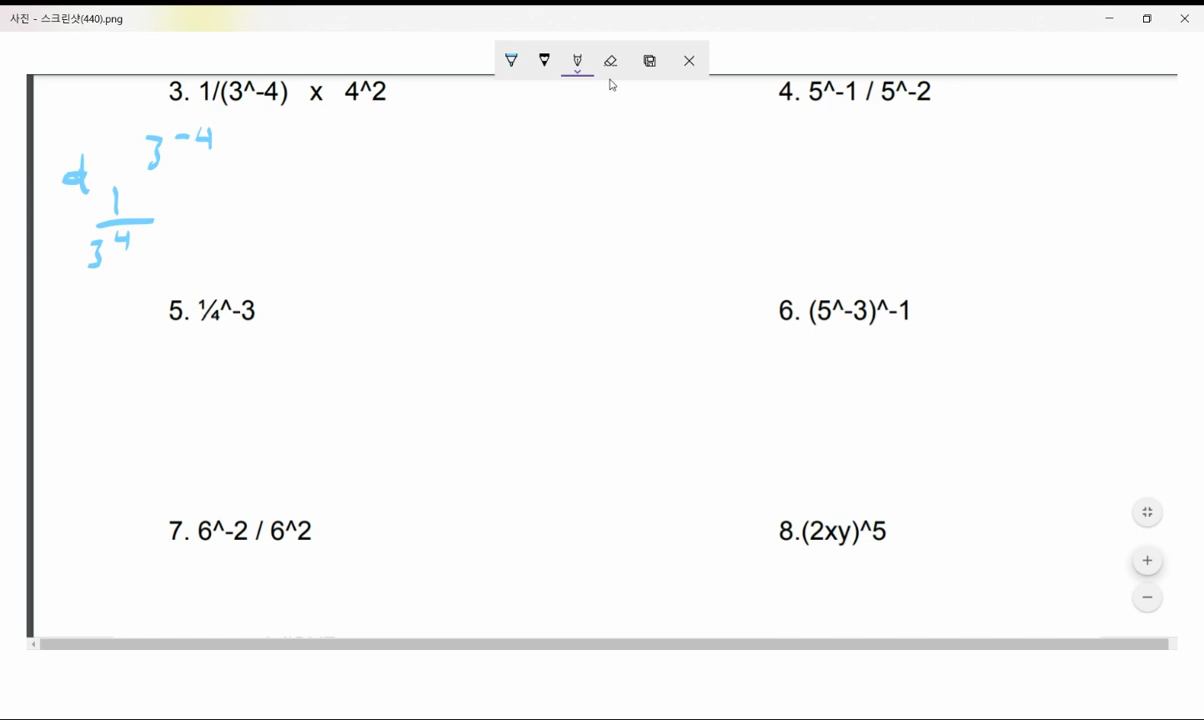 사진 - 스크린샷(440).png
3. 1/(3^-4) x 4^2
4. 5^-1 / 5^-2
3 -4
1
3 4
5. ¼^-3
6. (5^-3)^-1
7. 6^-2 / 6^2
8.(2xy)^5